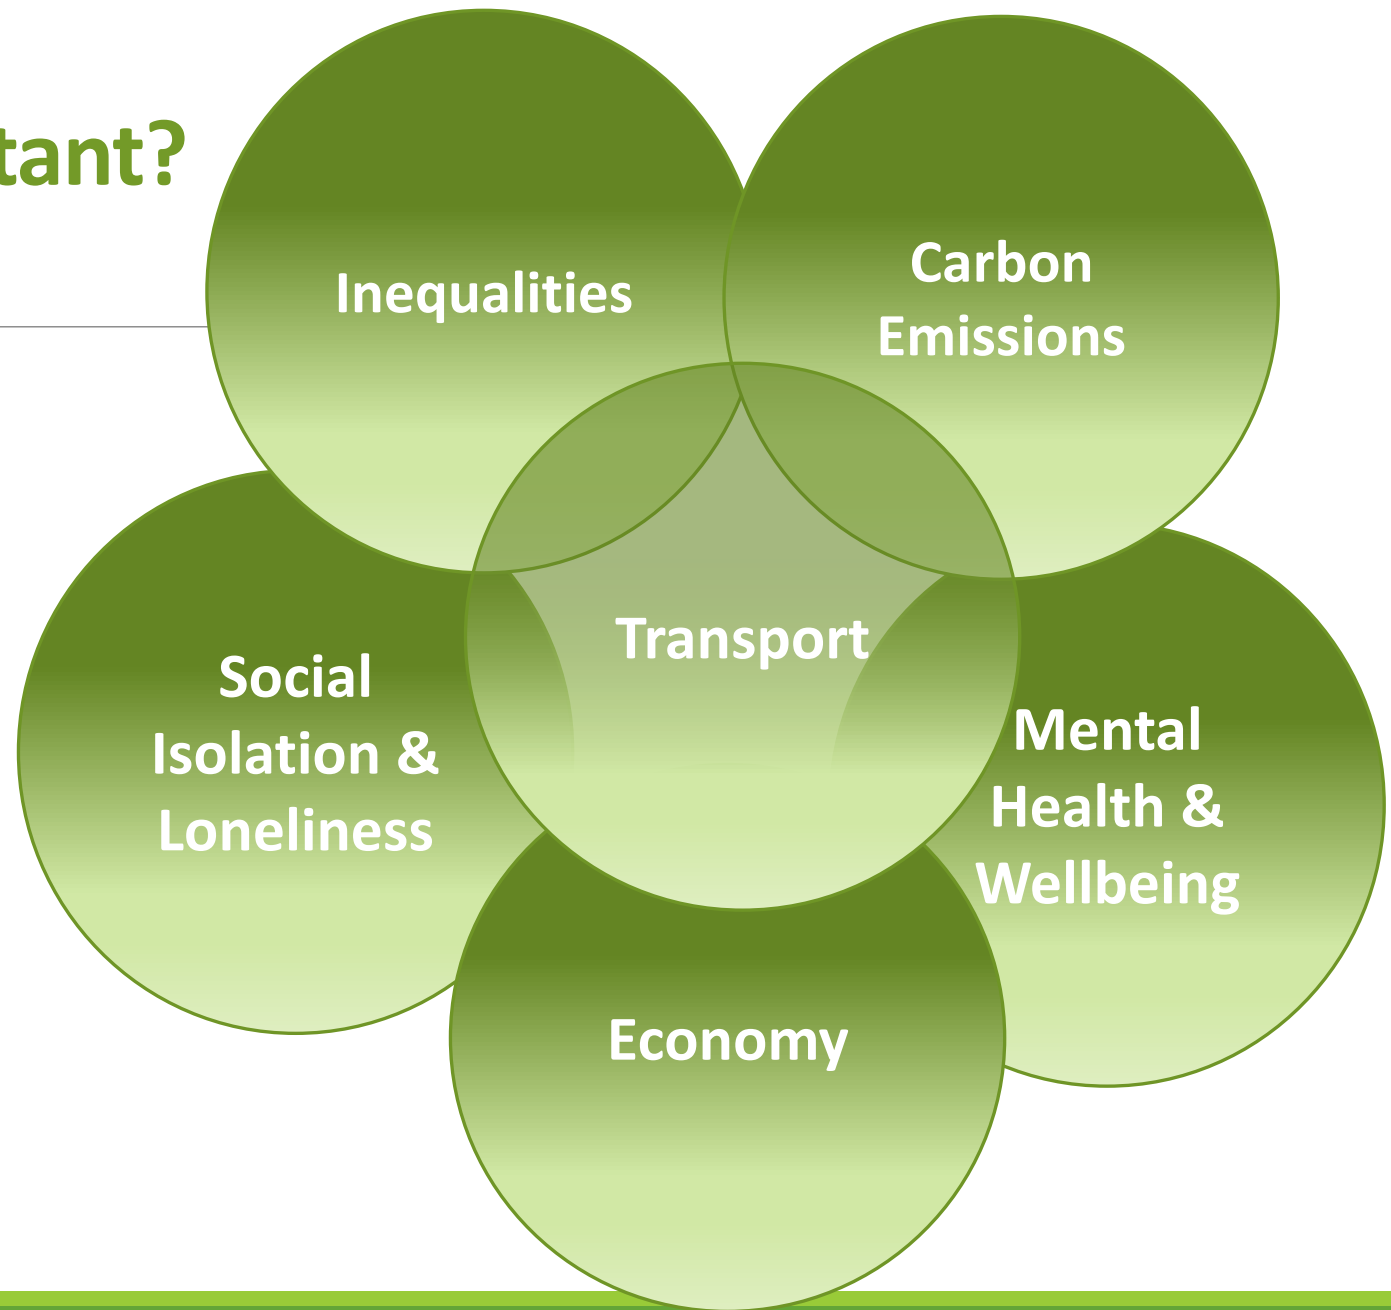 tant?
Inequalities
Carbon
Emissions
Transport
Social
Isolation &
Loneliness
Mental
Health &
Wellbeing
Economy